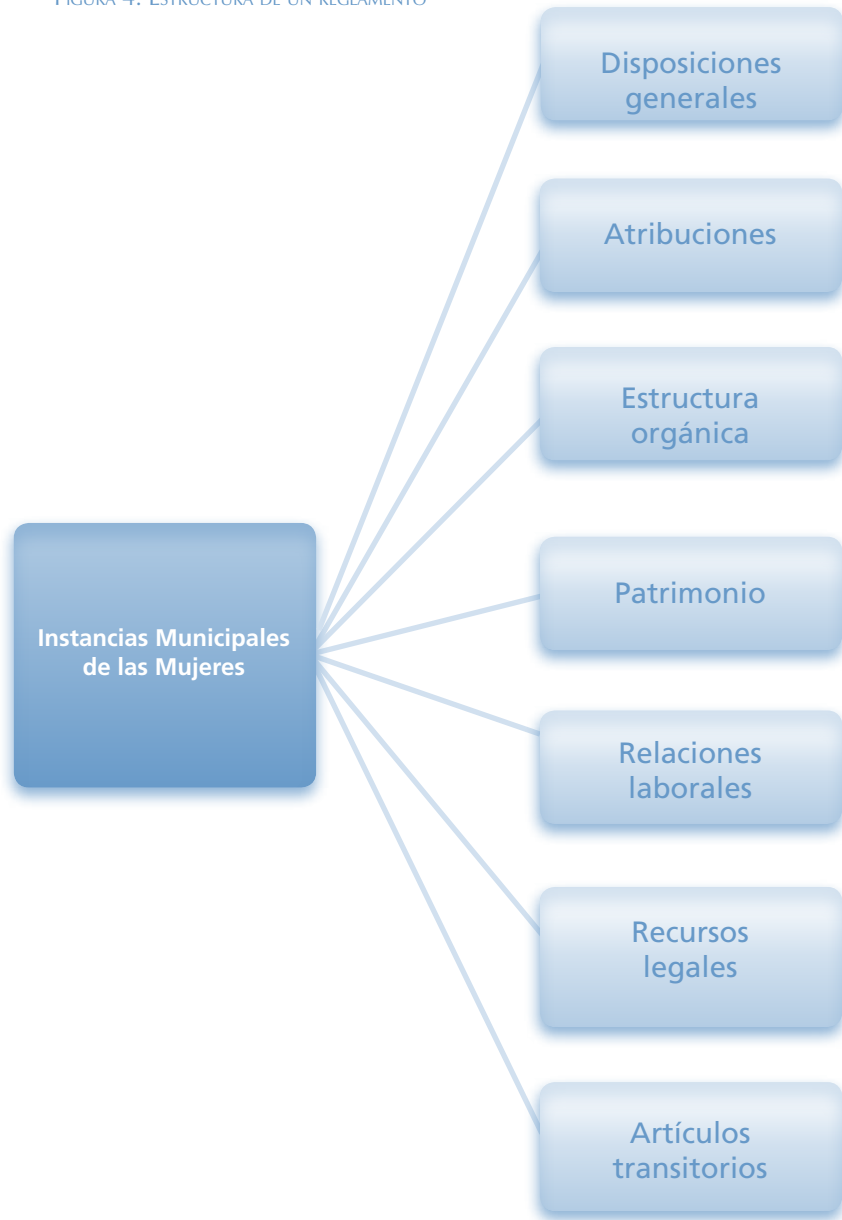 FIGURA 4. ESTRUCTURA DE UN REGLAMENTO
Disposiciones
generales
Atribuciones
Estructura
orgánica
Patrimonio
Instancias Municipales
de las Mujeres
Relaciones
laborales
Recursos
legales
Artículos
transitorios